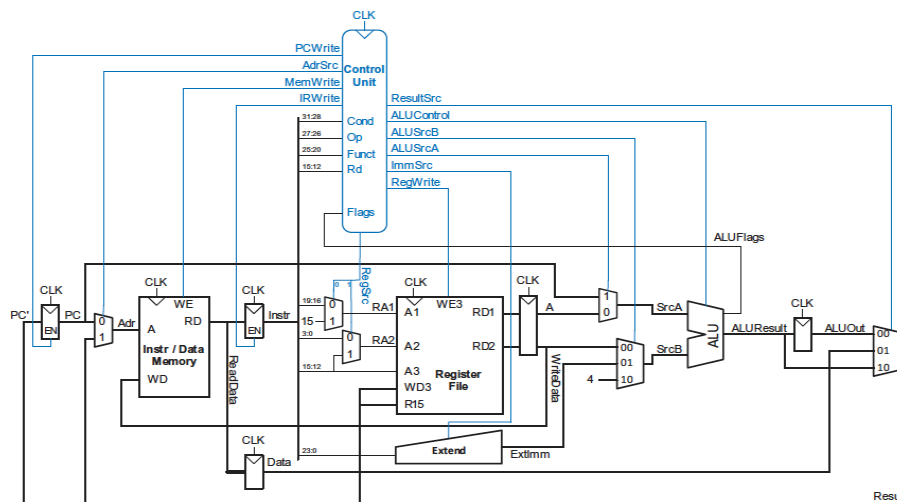 CLK
PCWrite
AdrSrc
MemWrite
IRWrite
Control
Unit
ResultSrc
31:28 Cond ALUControl
27:26 Op ALUSrcB
25:20 Funct ALUSrcA
15:12 Rd ImmSrc
RegWrite
Flags
ALUFlags
RegSrc
0 1
CLK CLK CLK CLK CLK CLK
PC' EN PC 0 1 Adr
A WE RD
Instr / Data
Memory
WD
EN Instr
ReadData
19:16 0 RA1
15 1
3:0 0 RA2
1
15:12
A1 WE3 RD1
A2 RD2
A3 Register
WD3 File
R15
A
WriteData
1
0
SrcA
00
01
4 10
SrcB
ALU
ALUResult
CLK
ALUOut
00
01
10
23:0 Extend ExtImm
CLK
Data
Resu